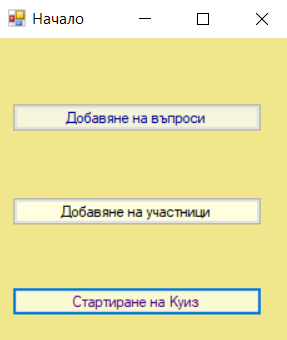 Начало
Добавяне на въпроси
Добавяне на участници
Стартиране на Куиз